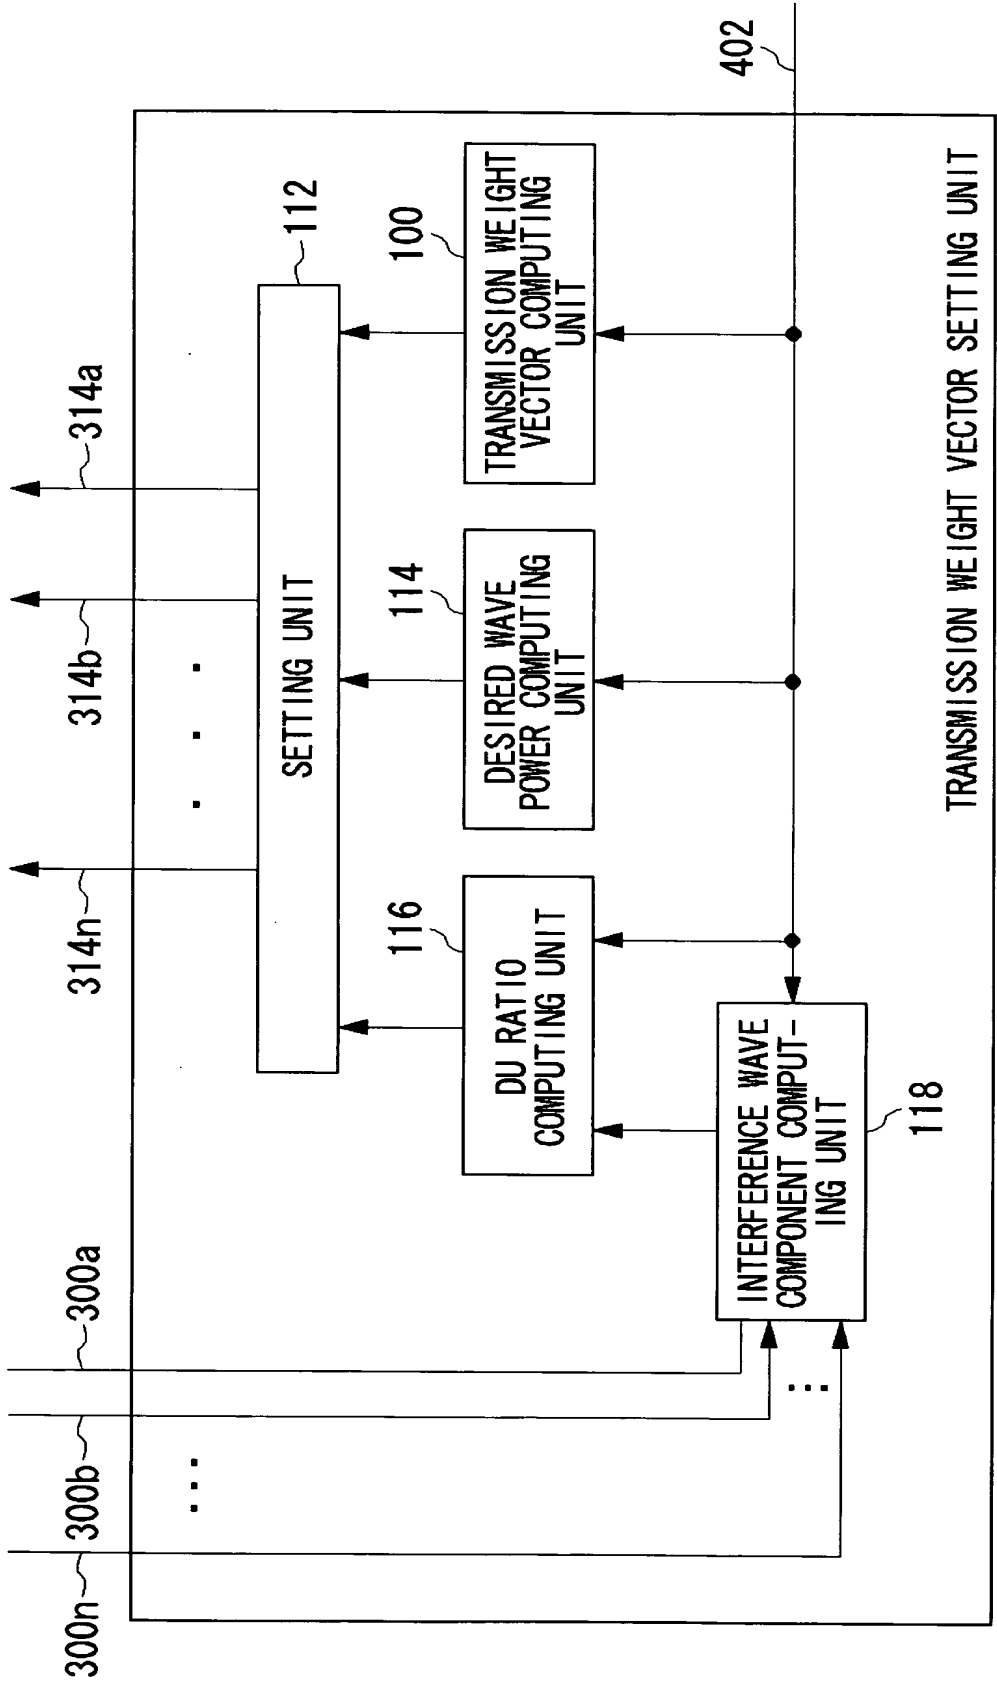 300n
300b
300a
314n
314b
314a
SETTING UNIT
112
116
DU RATIO
COMPUTING UNIT
114
DESIRED WAVE
POWER COMPUTING
UNIT
100
TRANSMISSION WEIGHT
VECTOR COMPUTING
UNIT
INTERFERENCE WAVE
COMPONENT COMPUT-
ING UNIT
118
402
TRANSMISSION WEIGHT VECTOR SETTING UNIT